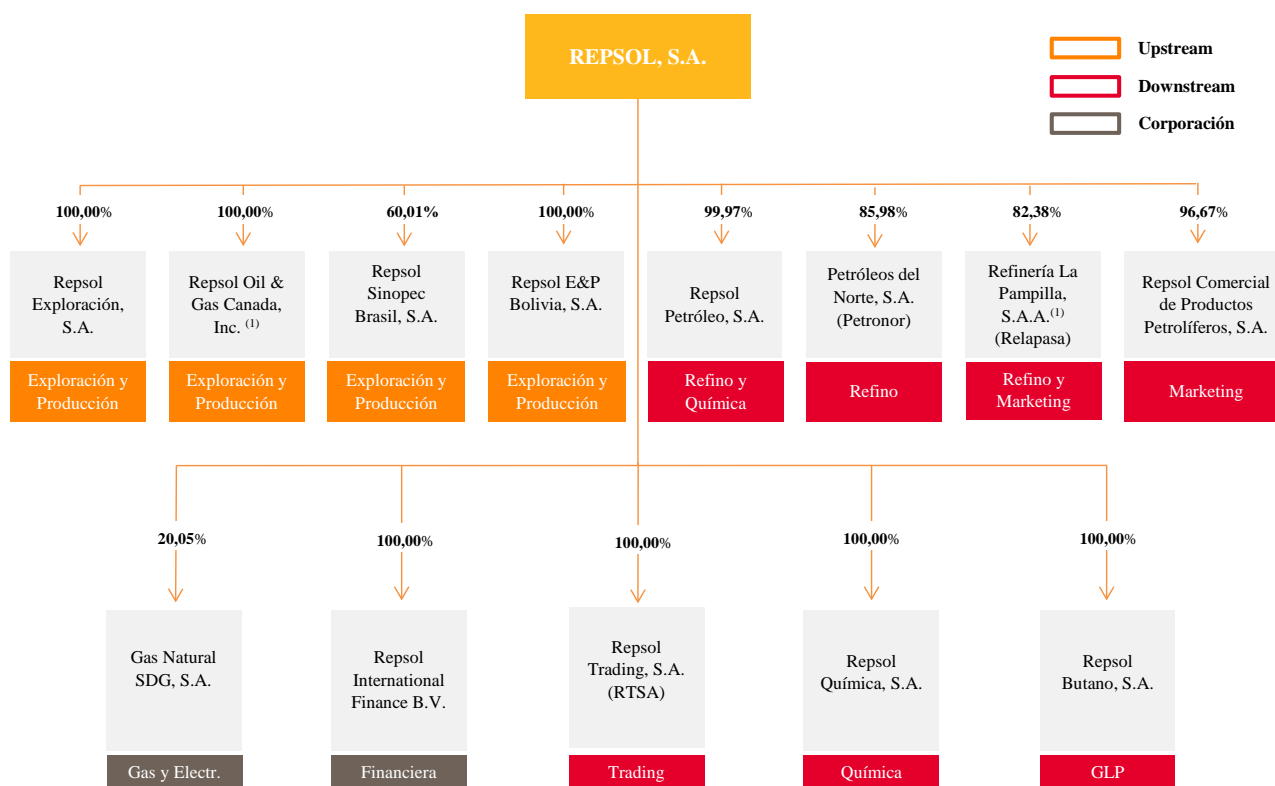 REPSOL, S.A.
Upstream
Downstream
Corporación
100,00%
100,00%
60,01%
100,00%
99,97%
85,98%
82,38%
96,67%
Repsol
Exploración,
S.A.
Repsol Oil &
Gas Canada,
Inc. (1)
Repsol
Sinopec
Brasil, S.A.
Repsol E&P
Bolivia, S.A.
Repsol
Petróleo, S.A.
Petróleos del
Norte, S.A.
(Petronor)
Refinería La
Pampilla,
S.A.A.(1)
(Relapasa)
Repsol Comercial
de Productos
Petrolíferos, S.A.
Exploración y
Producción
Exploración y
Producción
Exploración y
Producción
Exploración y
Producción
Refino y
Química
Refino
Refino y
Marketing
Marketing
20,05%
100,00%
100,00%
100,00%
100,00%
Gas Natural
SDG, S.A.
Repsol
International
Finance B.V.
Repsol
Trading, S.A.
(RTSA)
Repsol
Química, S.A.
Repsol
Butano, S.A.
Gas y Electr.
Financiera
Trading
Química
GLP